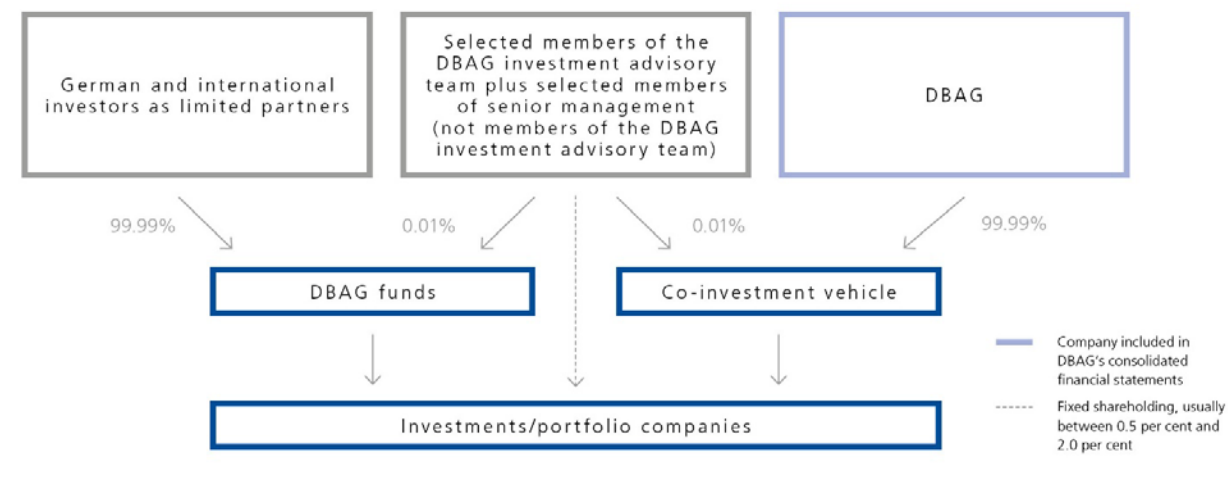 German and international
investors as limited partners
Selected members of the
DBAG investment advisory
team plus selected members
of senior management
(not members of the DBAG
investment advisory team)
DBAG
99.99%
0.01%
0.01%
99.99%
DBAG funds
Co-investment vehicle
Investments/portfolio companies
Company included in
DBAG's consolidated
financial statements
Fixed shareholding, usually
between 0.5 per cent and
2.0 per cent